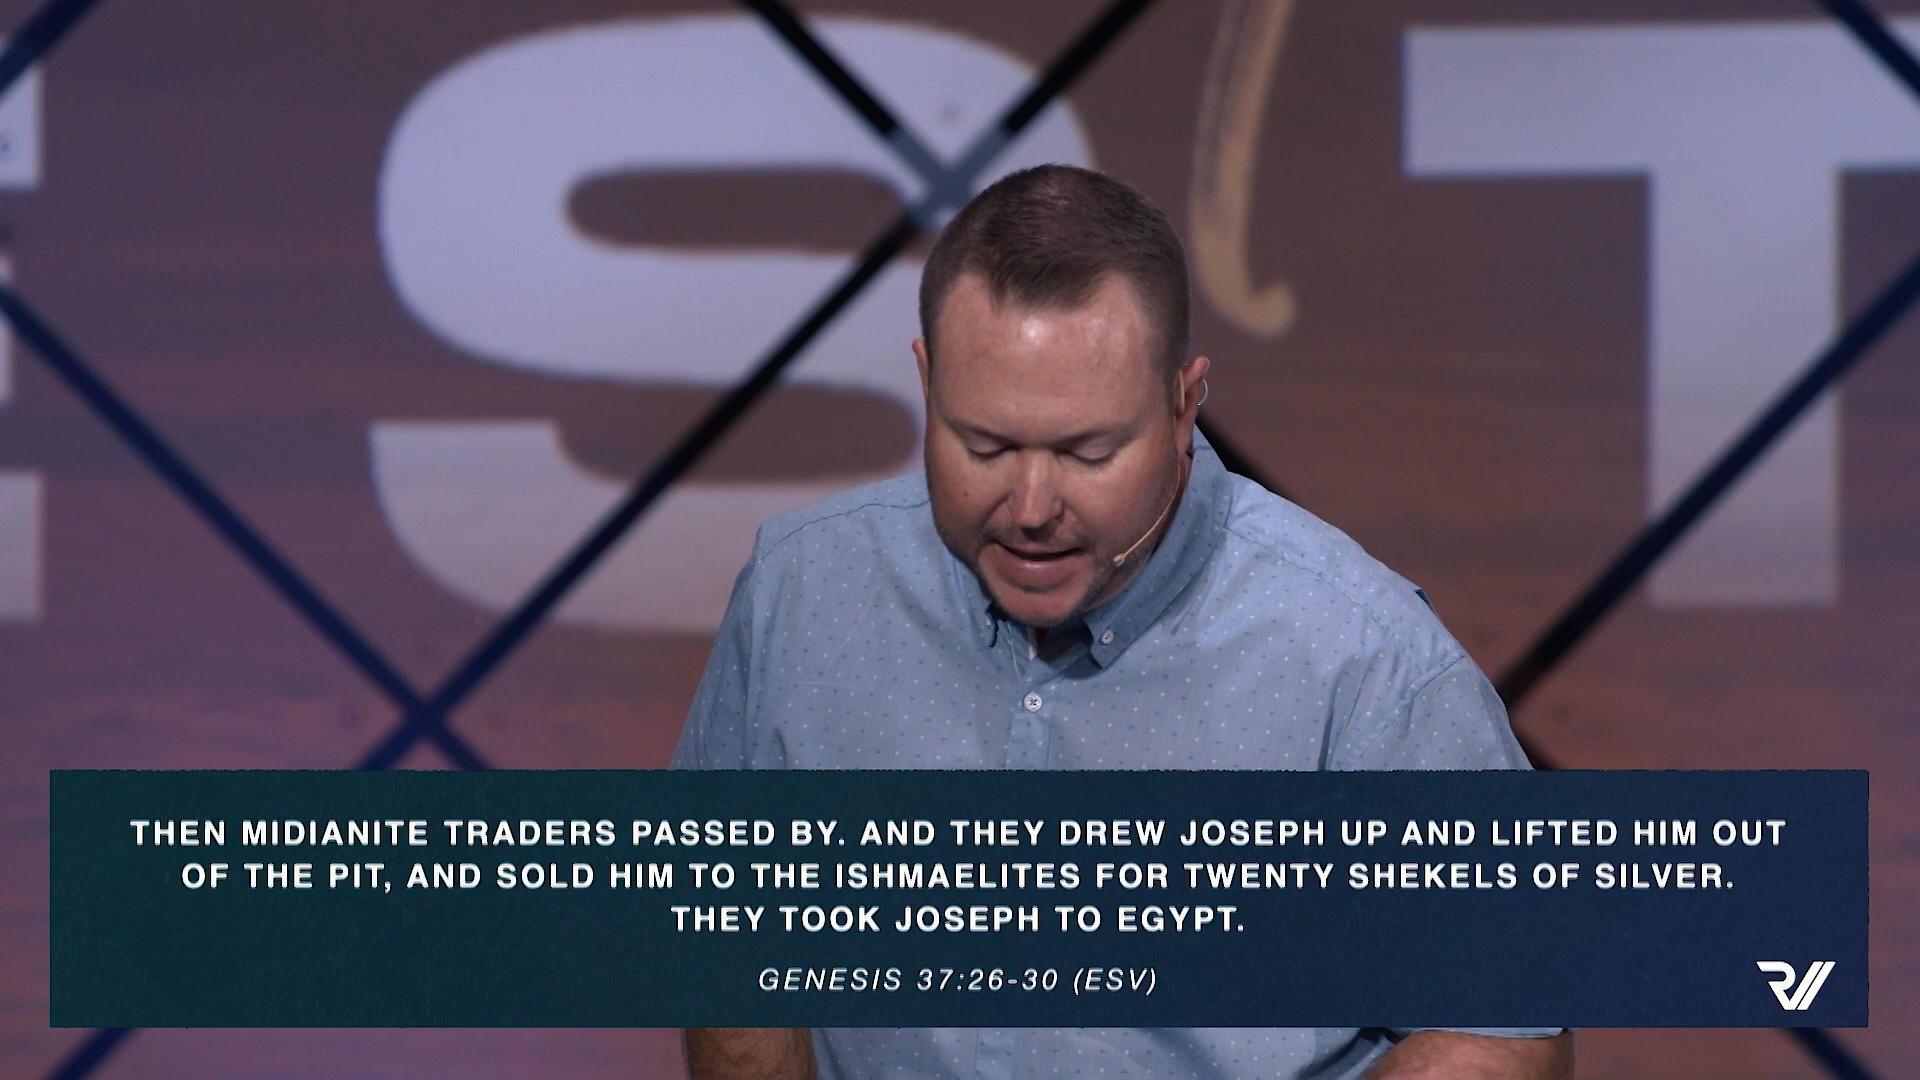 ST
THEN MIDIANITE TRADERS PASSED BY. AND THEY DREW JOSEPH UP AND LIFTED HIM OUT
OF THE PIT, AND SOLD HIM TO THE ISHMAELITES FOR TWENTY SHEKELS OF SILVER.
THEY TOOK JOSEPH TO EGYPT.
GENESIS 37:26-30 (ESV)